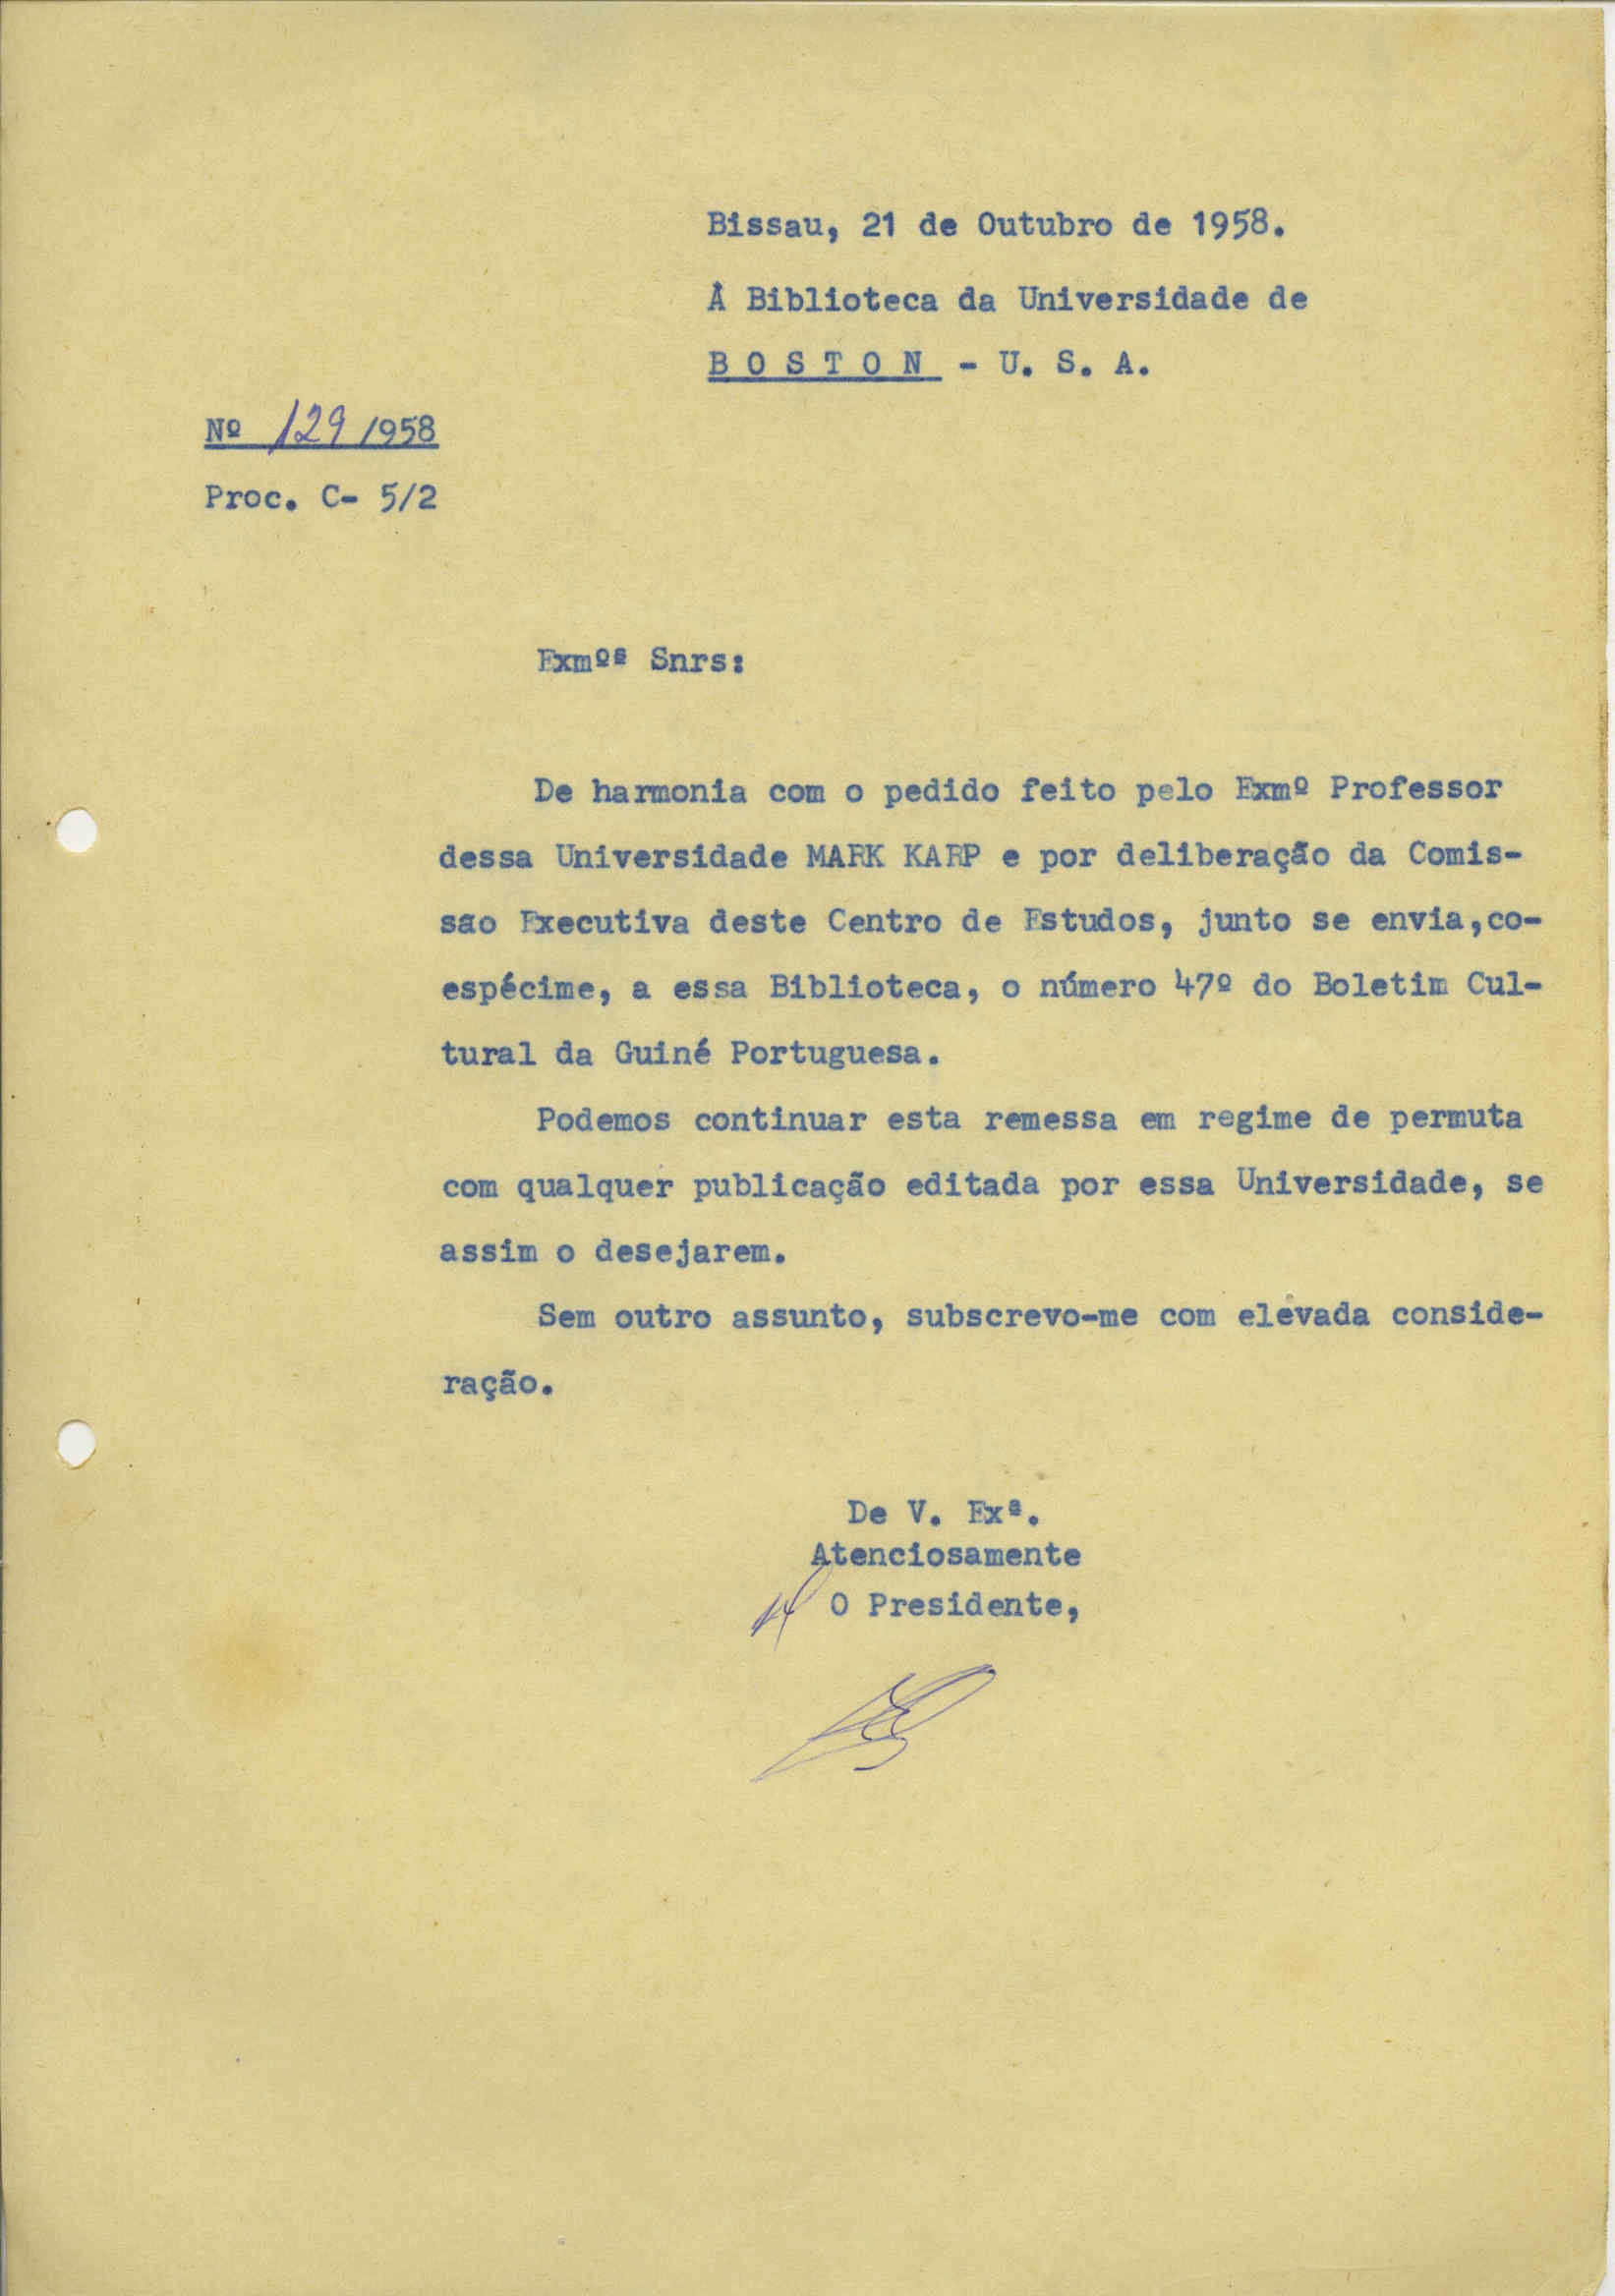 Bissau, 21 de Outubro de 1958.
À Biblioteca da Universidade de
B O S T O N - U. S. A.
Nº 129/1958
Proc. C- 5/2
Exmºs Snrs:
De harmonia com o pedido feito pelo Exmº Professor
dessa Universidade MARK KARP e por deliberação da Comis-
sao Executiva deste Centro de Estudos, junto se envia,co-
espécime, a essa Biblioteca, o número 47º do Boletim Cul-
tural da Guiné Portuguesa.
Podemos continuar esta remessa em regime de permuta
com qualquer publicação editada por essa Universidade, se
assim o desejarem.
Sem outro assunto, subscrevo-me com elevada conside-
ração.
De V. Exª.
Atenciosamente
O Presidente,